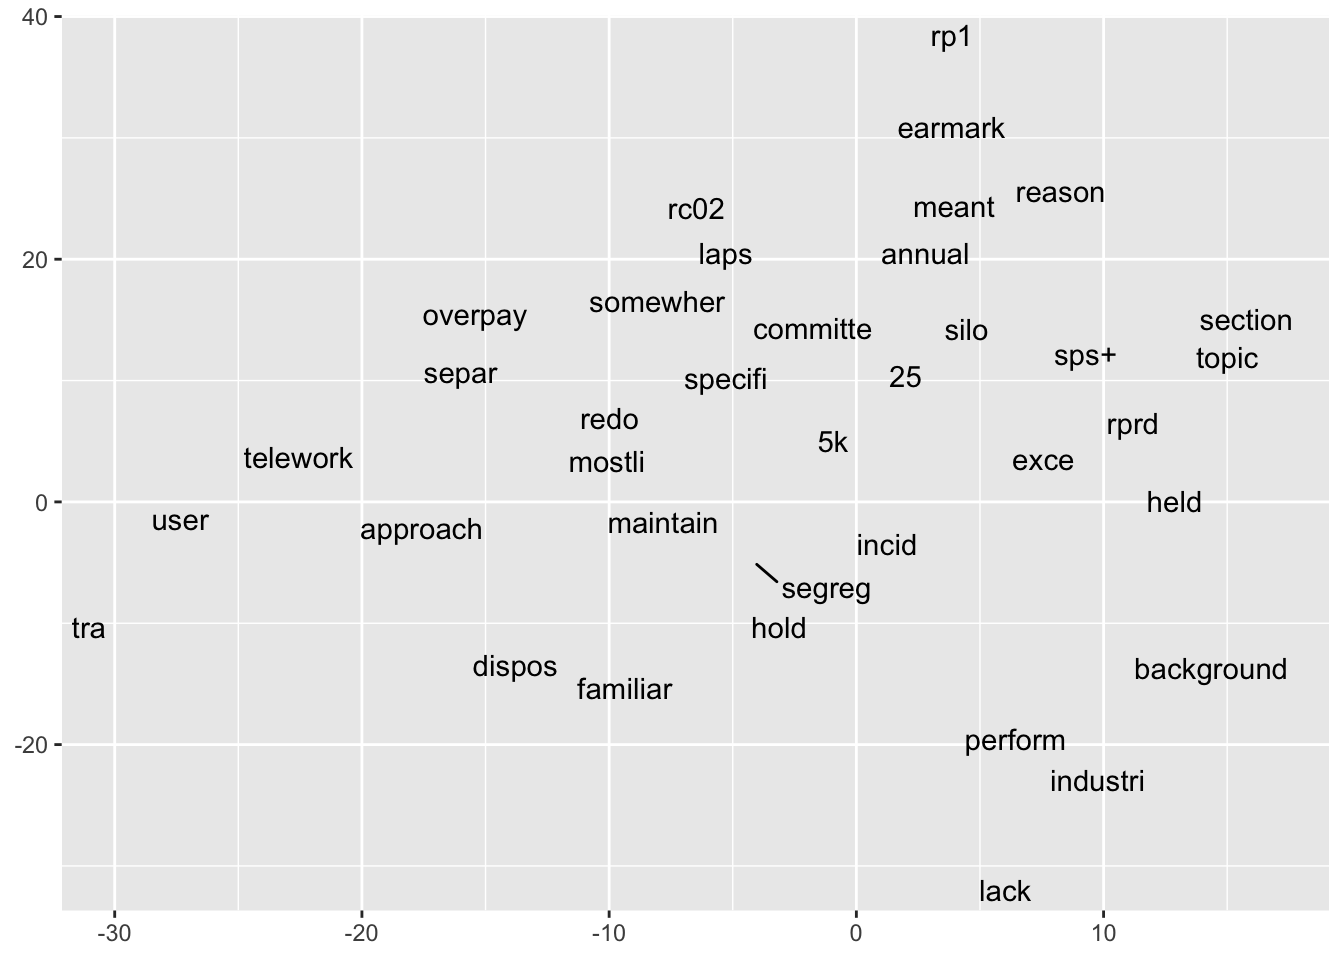 40
rp1
earmark
reason
rc02
meant
20
laps
annual
somewher
overpay
section
committe
silo
sps+
topic
separ
specifi
25
redo
rprd
5k
telework
mostli
exce
0
held
user
approach
maintain
incid
segreg
tra
hold
dispos
background
familiar
-20
perform
industri
lack
-30 -20 -10 0 10